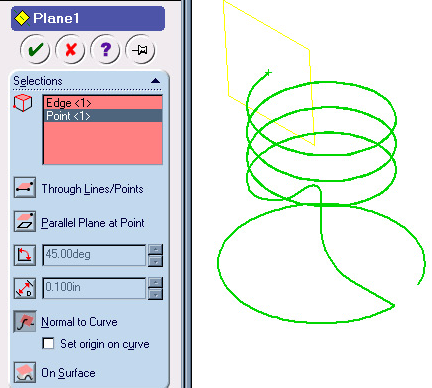 Plane1
?
Selections
Edge <1>
Point <1>
Through Lines/Points
Parallel Plane at Point
45.00deg
D
0.100in
Normal to Curve
Set origin on curve
On Surface